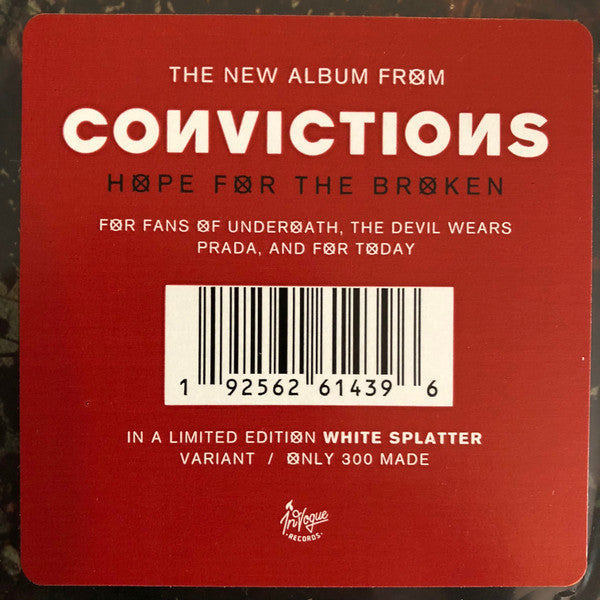 THE NEW ALBUM FROM
CONVICTIONS
HOPE FOR THE BROKEN
FOR FANS OF UNDEROATH, THE DEVIL WEARS
PRADA, AND FOR TODAY
1 92562 61439 6
IN A LIMITED EDITION WHITE SPLATTER
VARIANT / ONLY 300 MADE
InVogue
·RECORDS·